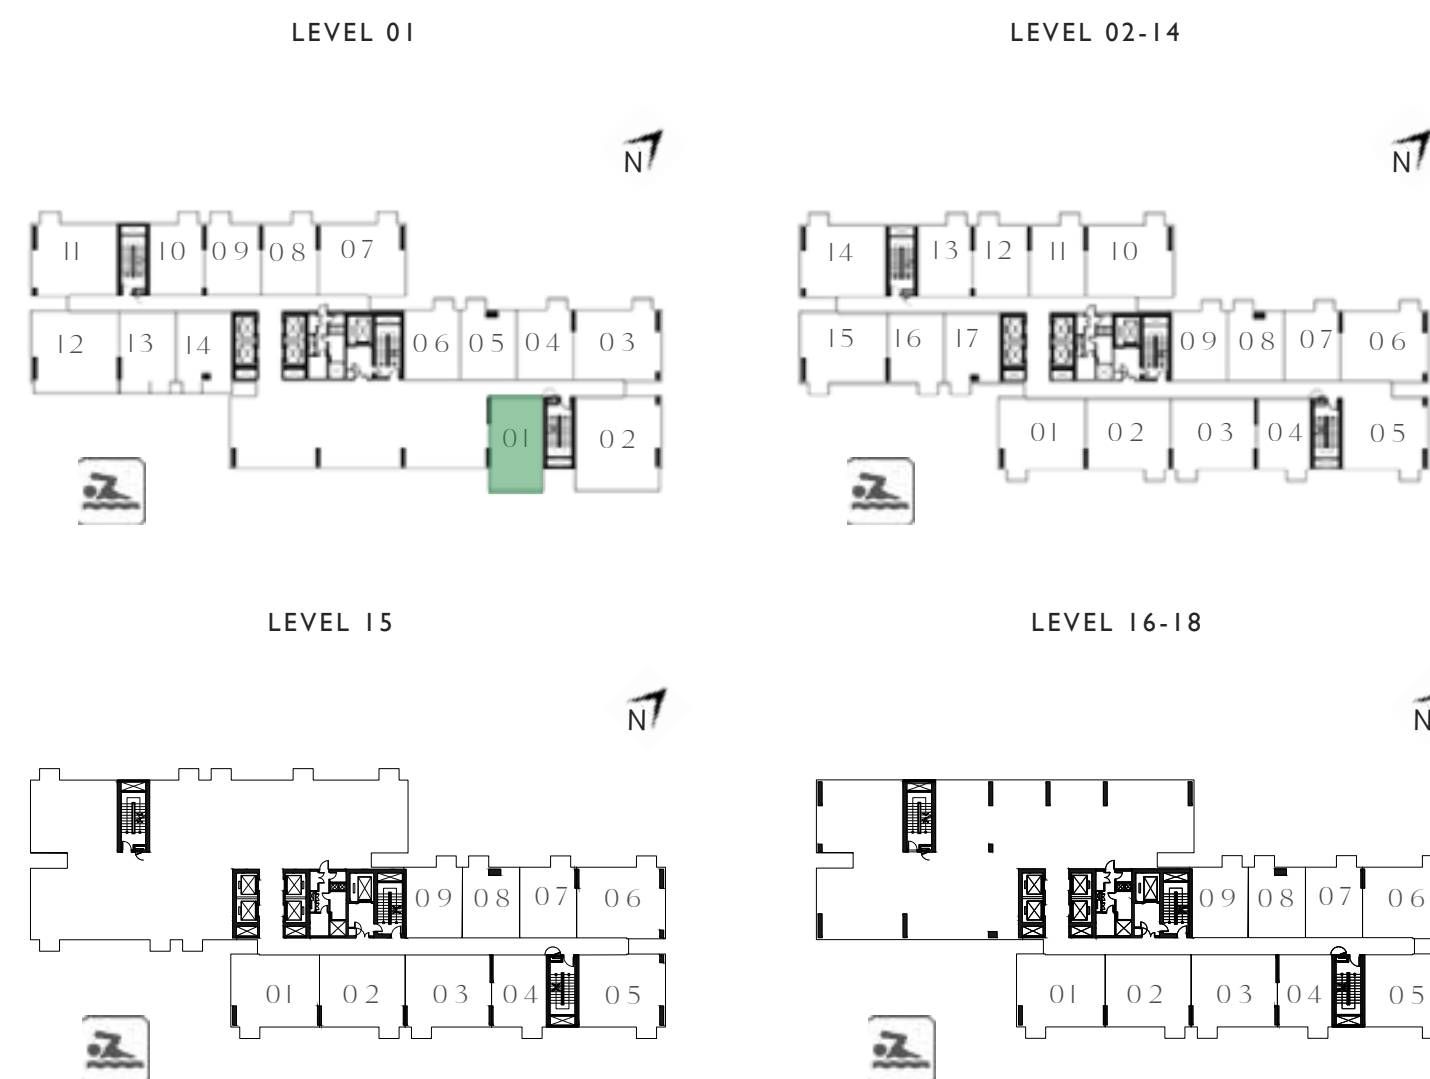 LEVEL 01
LEVEL 02-14
N
N
11 10 09 08 07
14 13 12 11 10
12 13 14 06 05 04 03
15 16 17 09 08 07 06
01 02
01 02 03 04 05
LEVEL 15
LEVEL 16-18
N
N
09 08 07 06
09 08 07 06
01 02 03 04 05
01 02 03 04 05